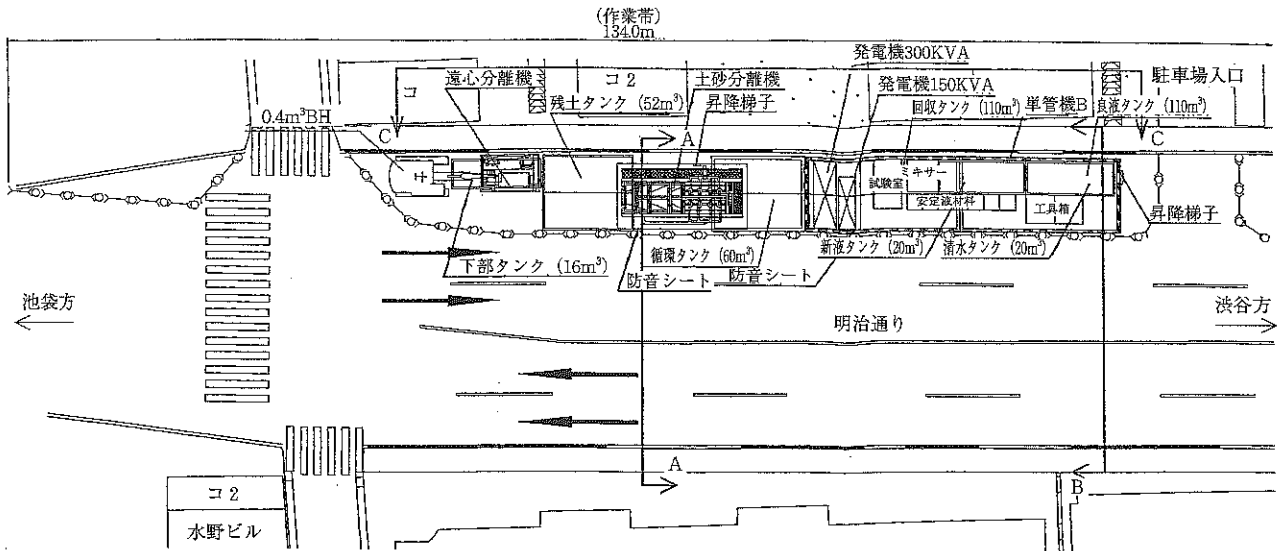 (作業帯)
134.0m
発電機300KVA
遠心分離機
コ2
土砂分離機
発電機150KVA
駐車場入口
コ
残土タンク (52m³)
昇降梯子
回収タンク (110m³)
単管機B
良液タンク (110m³)
0.4m³BH
C
A
C
試験室
ミキサー
安定液材料
工具箱
昇降梯子
下部タンク (16m³)
循環タンク (60m³)
新液タンク (20m³)
清水タンク (20m³)
防音シート
防音シート
池袋方
明治通り
渋谷方
A
B
コ2
水野ビル